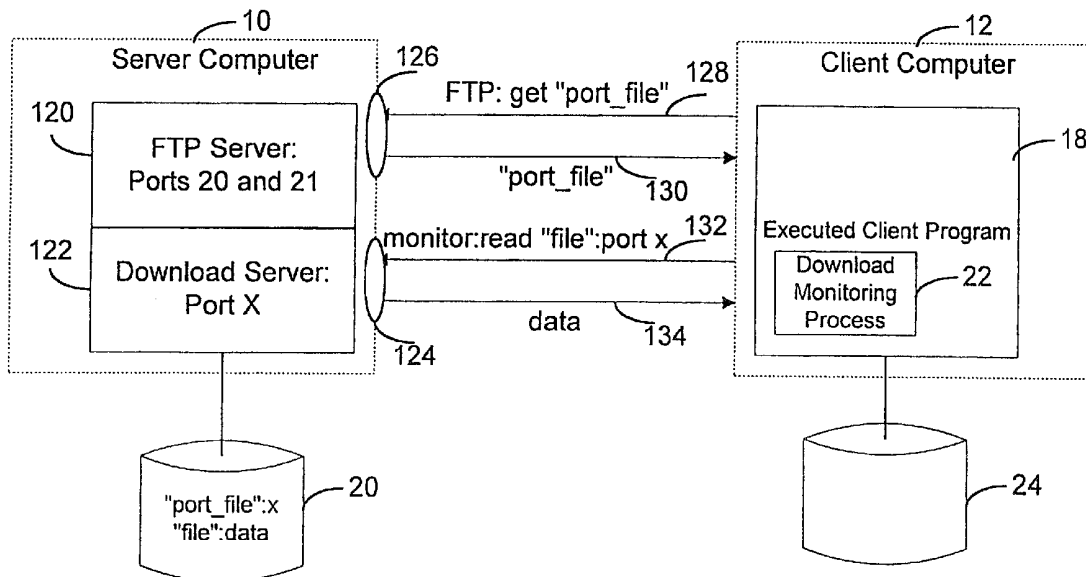 10
Server Computer
120
FTP Server:
Ports 20 and 21
122
Download Server:
Port X
20
"port_file":x
"file":data
126
FTP: get "port_file"
128
"port_file"
130
monitor:read "file":port x
132
data
134
124
12
Client Computer
18
Executed Client Program
Download
Monitoring
Process
22
24